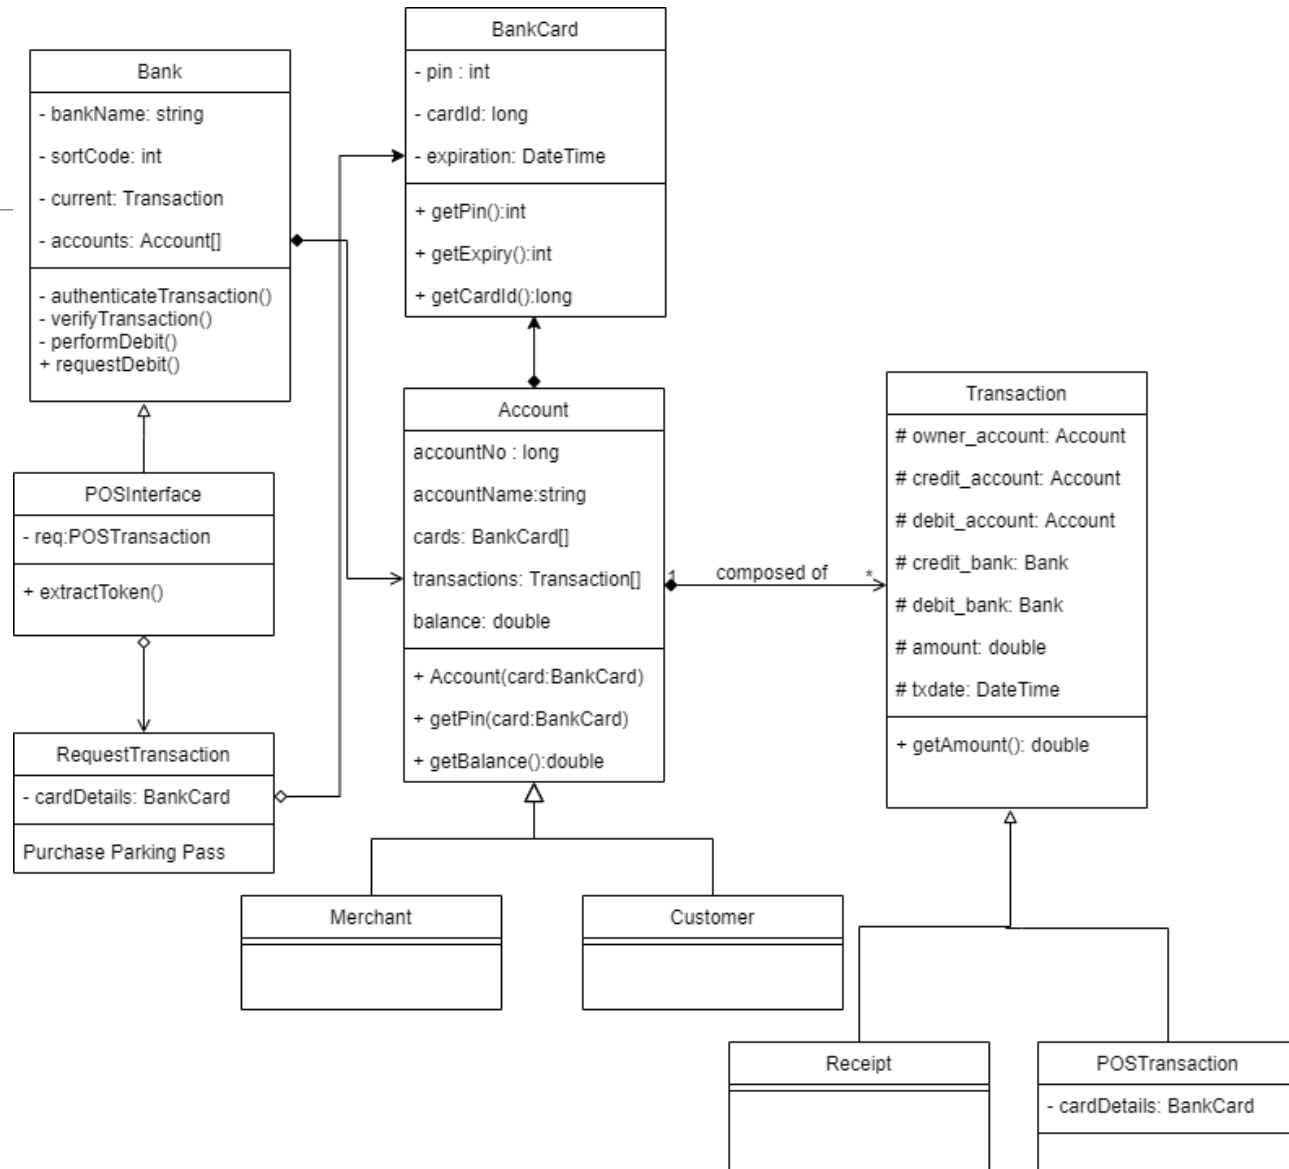 BankCard
- pin : int
- cardId: long
- expiration: DateTime
+ getPin():int
+ getExpiry():int
+ getCardId():long
Bank
- bankName: string
- sortCode: int
- current: Transaction
- accounts: Account[]
- authenticateTransaction()
- verifyTransaction()
- performDebit()
+ requestDebit()
Account
accountNo : long
accountName:string
cards: BankCard[]
transactions: Transaction[]
balance: double
+ Account(card:BankCard)
+ getPin(card:BankCard)
+ getBalance():double
1 composed of *
Transaction
# owner_account: Account
# credit_account: Account
# debit_account: Account
# credit_bank: Bank
# debit_bank: Bank
# amount: double
# txdate: DateTime
+ getAmount(): double
POSInterface
- req:POSTransaction
+ extractToken()
RequestTransaction
- cardDetails: BankCard
Purchase Parking Pass
Merchant
Customer
Receipt
POSTransaction
- cardDetails: BankCard